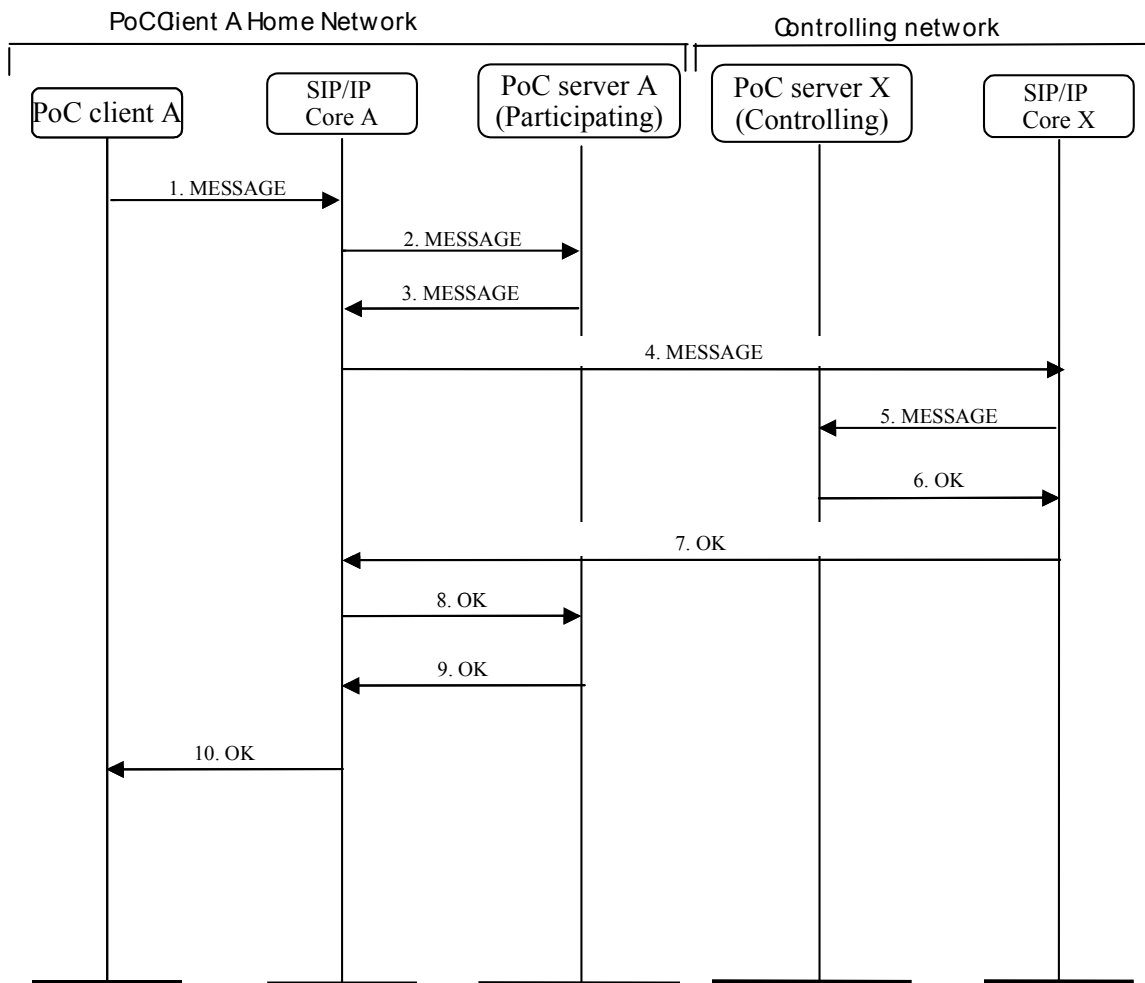 PoCClient A Home Network
Controlling network
PoC client A
SIP/IP
Core A
PoC server A
(Participating)
PoC server X
(Controlling)
SIP/IP
Core X
1. MESSAGE
2. MESSAGE
3. MESSAGE
4. MESSAGE
5. MESSAGE
6. OK
7. OK
8. OK
9. OK
10. OK